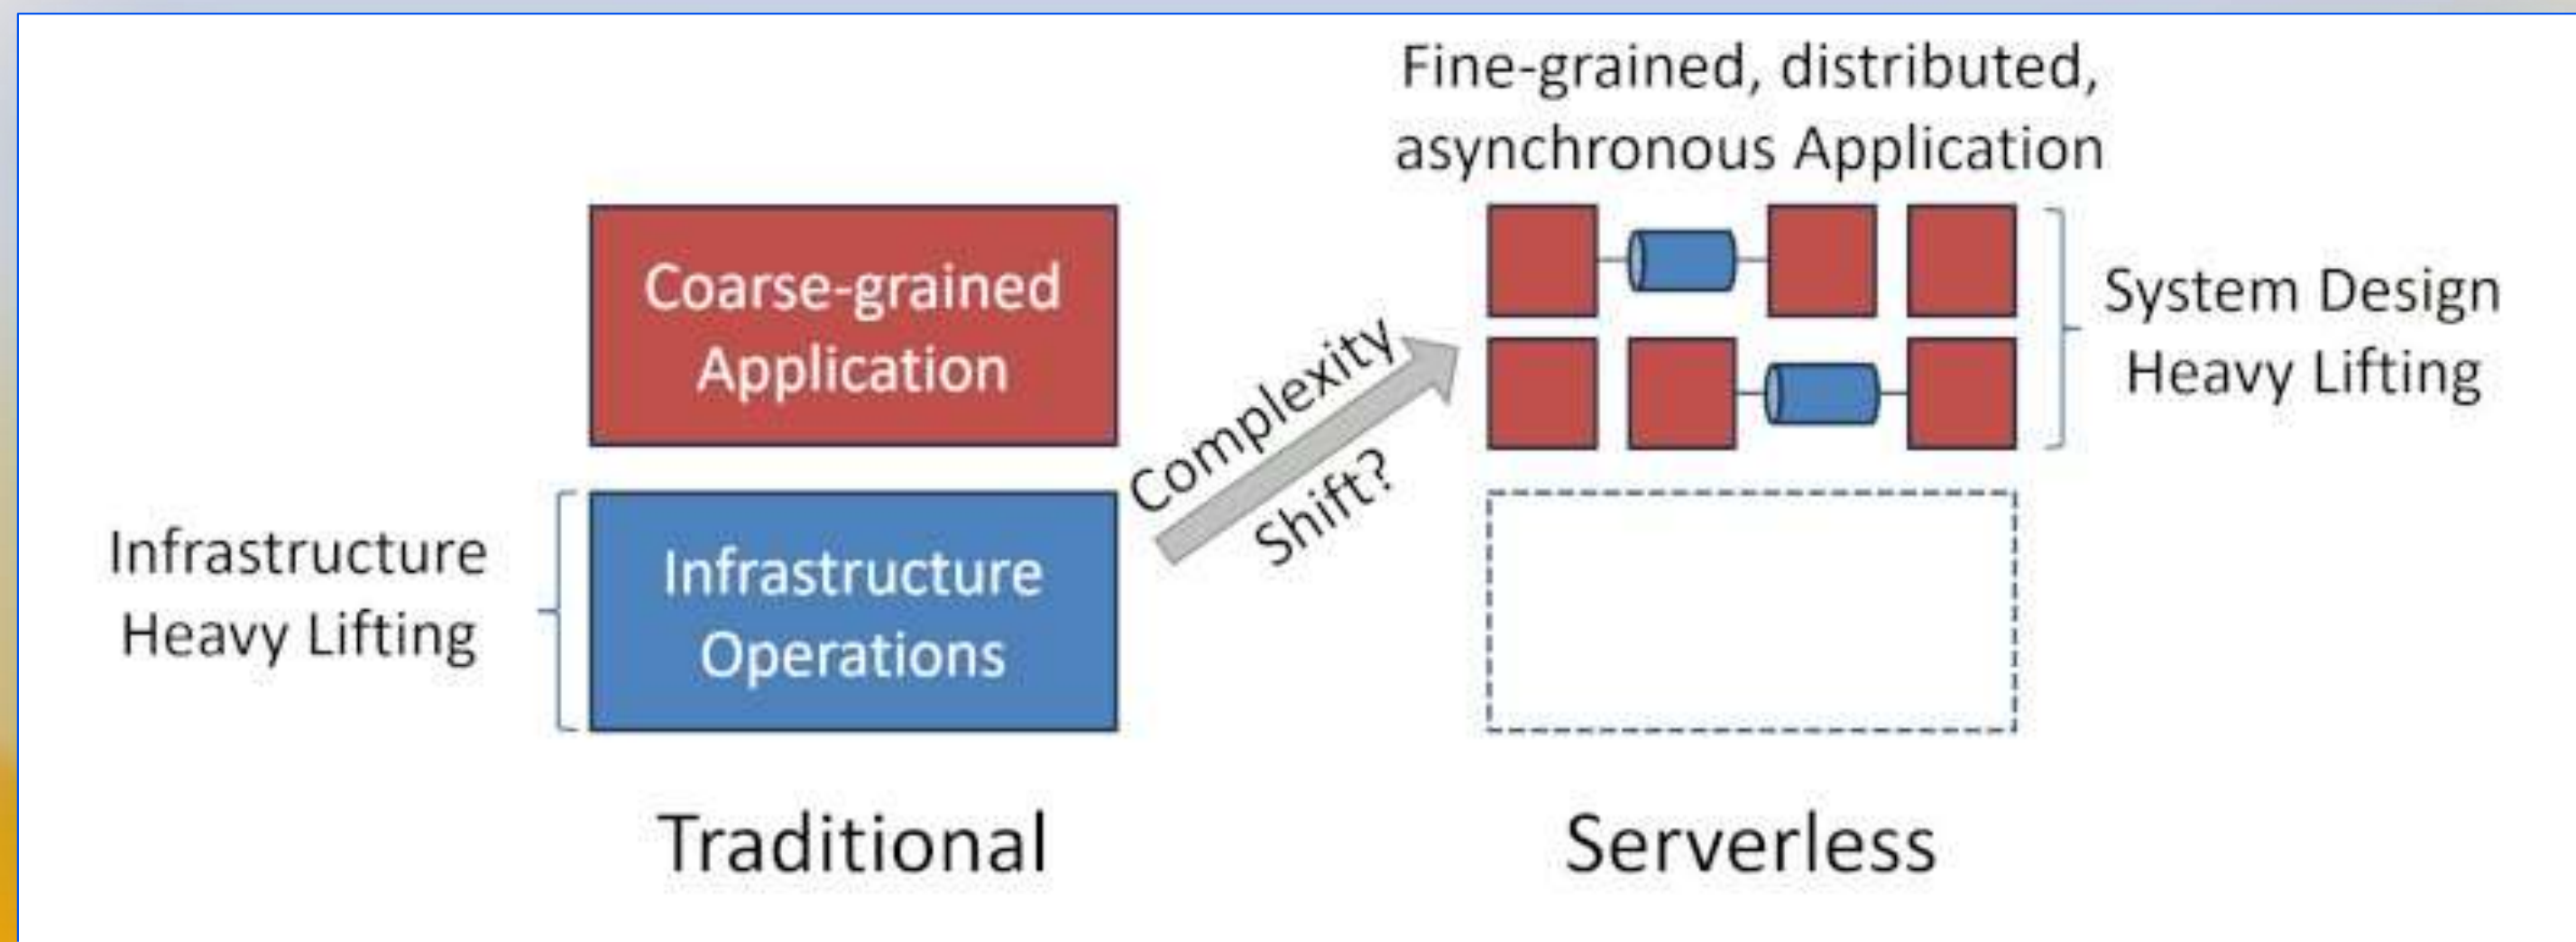 Fine-grained, distributed,
asynchronous Application
Coarse-grained
Application
Complexity
Shift?
System Design
Heavy Lifting
Infrastructure
Heavy Lifting
Infrastructure
Operations
Traditional
Serverless